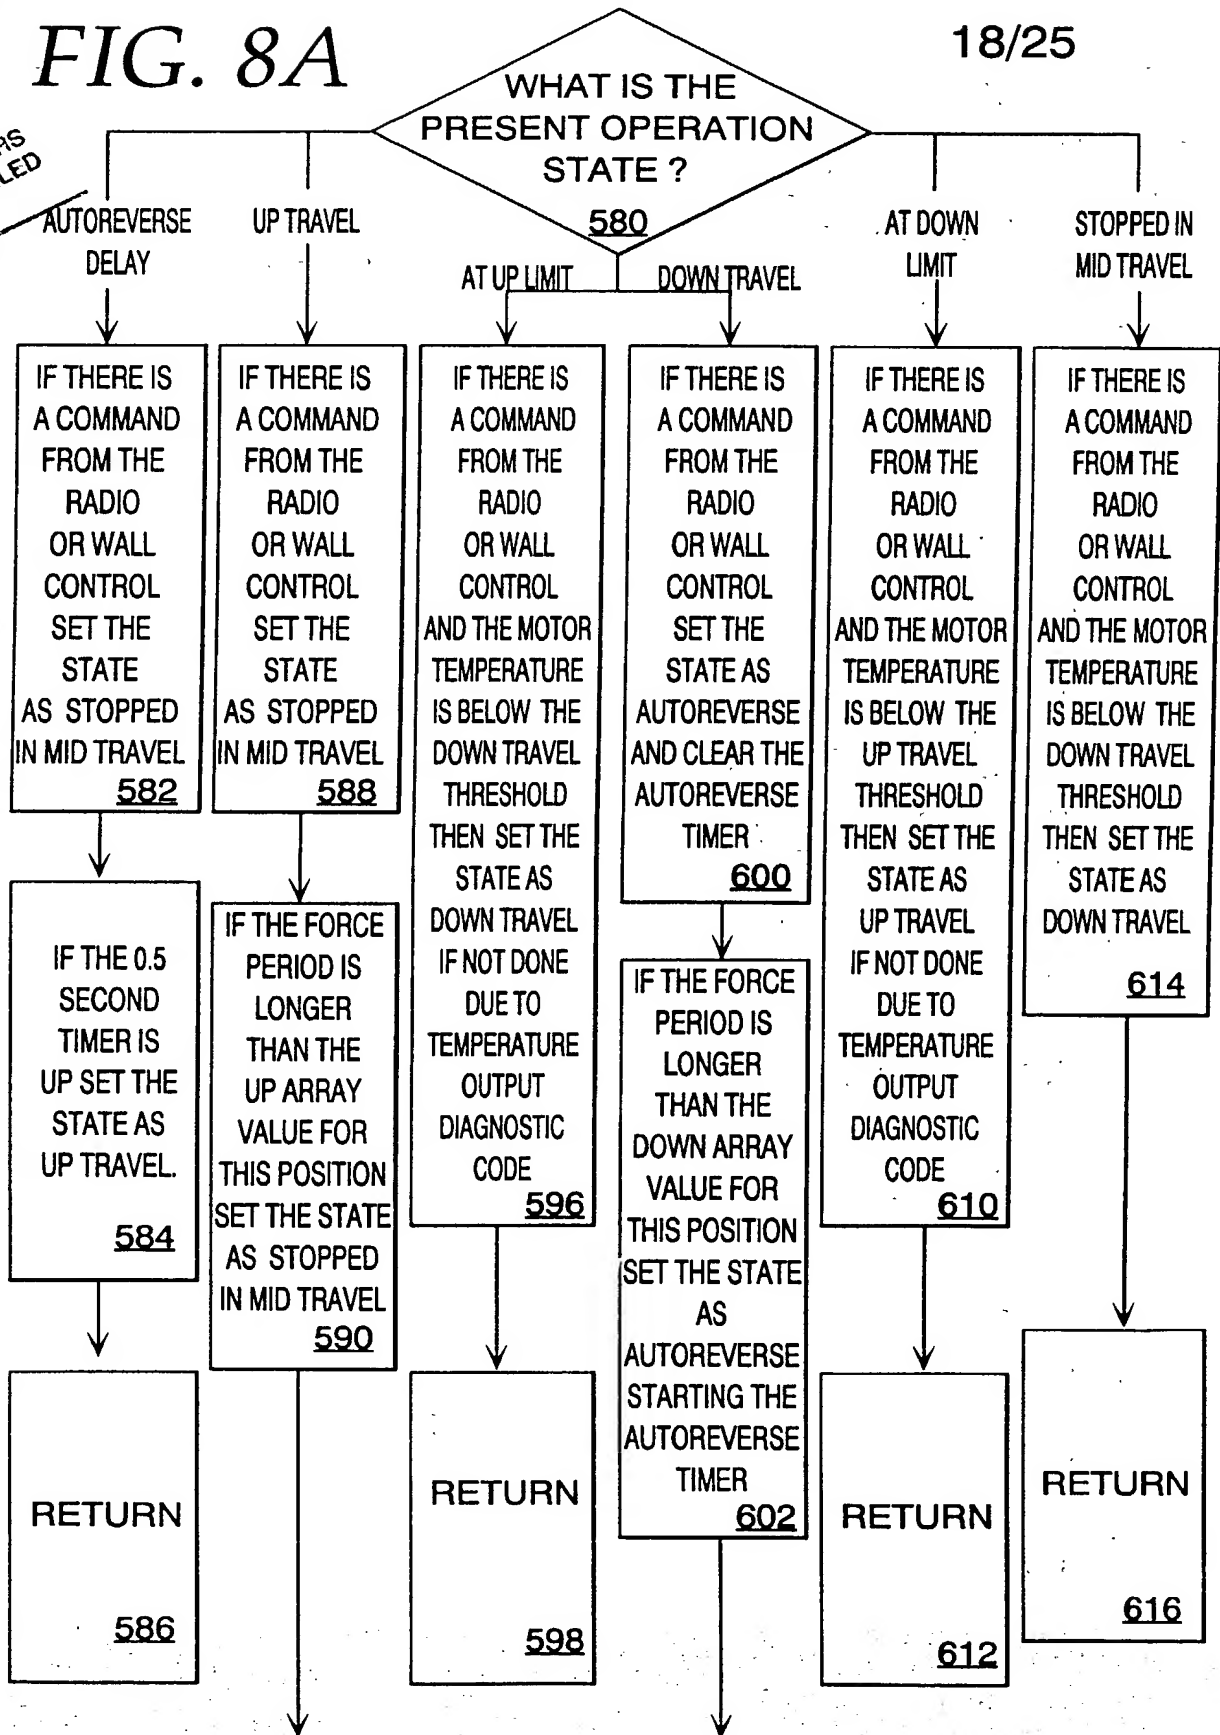 FIG. 8A
18/25
WHAT IS THE
PRESENT OPERATION
STATE ?
580
AUTOREVERSE
DELAY
UP TRAVEL
AT UP LIMIT
DOWN TRAVEL
AT DOWN
LIMIT
STOPPED IN
MID TRAVEL
IF THERE IS
A COMMAND
FROM THE
RADIO
OR WALL
CONTROL
SET THE
STATE
AS STOPPED
IN MID TRAVEL
582
IF THE 0.5
SECOND
TIMER IS
UP SET THE
STATE AS
UP TRAVEL.
584
RETURN
586
IF THERE IS
A COMMAND
FROM THE
RADIO
OR WALL
CONTROL
SET THE
STATE
AS STOPPED
IN MID TRAVEL
588
IF THE FORCE
PERIOD IS
LONGER
THAN THE
UP ARRAY
VALUE FOR
THIS POSITION
SET THE STATE
AS STOPPED
IN MID TRAVEL
590
IF THERE IS
A COMMAND
FROM THE
RADIO
OR WALL
CONTROL
AND THE MOTOR
TEMPERATURE
IS BELOW THE
DOWN TRAVEL
THRESHOLD
THEN SET THE
STATE AS
DOWN TRAVEL
IF NOT DONE
DUE TO
TEMPERATURE
OUTPUT
DIAGNOSTIC
CODE
596
RETURN
598
IF THERE IS
A COMMAND
FROM THE
RADIO
OR WALL
CONTROL
SET THE
STATE AS
AUTOREVERSE
AND CLEAR THE
AUTOREVERSE
TIMER
600
IF THE FORCE
PERIOD IS
LONGER
THAN THE
DOWN ARRAY
VALUE FOR
THIS POSITION
SET THE STATE
AS
AUTOREVERSE
STARTING THE
AUTOREVERSE
TIMER
602
IF THERE IS
A COMMAND
FROM THE
RADIO
OR WALL
CONTROL
AND THE MOTOR
TEMPERATURE
IS BELOW THE
UP TRAVEL
THRESHOLD
THEN SET THE
STATE AS
UP TRAVEL
IF NOT DONE
DUE TO
TEMPERATURE
OUTPUT
DIAGNOSTIC
CODE
610
RETURN
612
IF THERE IS
A COMMAND
FROM THE
RADIO
OR WALL
CONTROL
AND THE MOTOR
TEMPERATURE
IS BELOW THE
DOWN TRAVEL
THRESHOLD
THEN SET THE
STATE AS
DOWN TRAVEL
614
RETURN
616